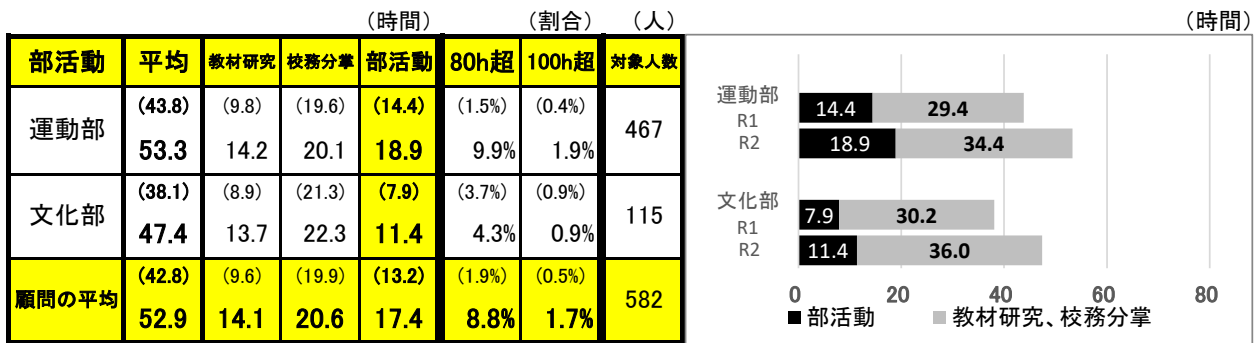 （時間） （割合） （人） （時間）
部活動 平均 教材研究 校務分掌 部活動 80h超 100h超 対象人数
運動部 (43.8) (9.8) (19.6) (14.4) (1.5%) (0.4%) 467
53.3 14.2 20.1 18.9 9.9% 1.9%
文化部 (38.1) (8.9) (21.3) (7.9) (3.7%) (0.9%) 115
47.4 13.7 22.3 11.4 4.3% 0.9%
顧問の平均 (42.8) (9.6) (19.9) (13.2) (1.9%) (0.5%) 582
52.9 14.1 20.6 17.4 8.8% 1.7%
運動部
R1 14.4 29.4
R2 18.9 34.4
文化部
R1 7.9 30.2
R2 11.4 36.0
0 20 40 60 80
■部活動 ■教材研究、校務分掌